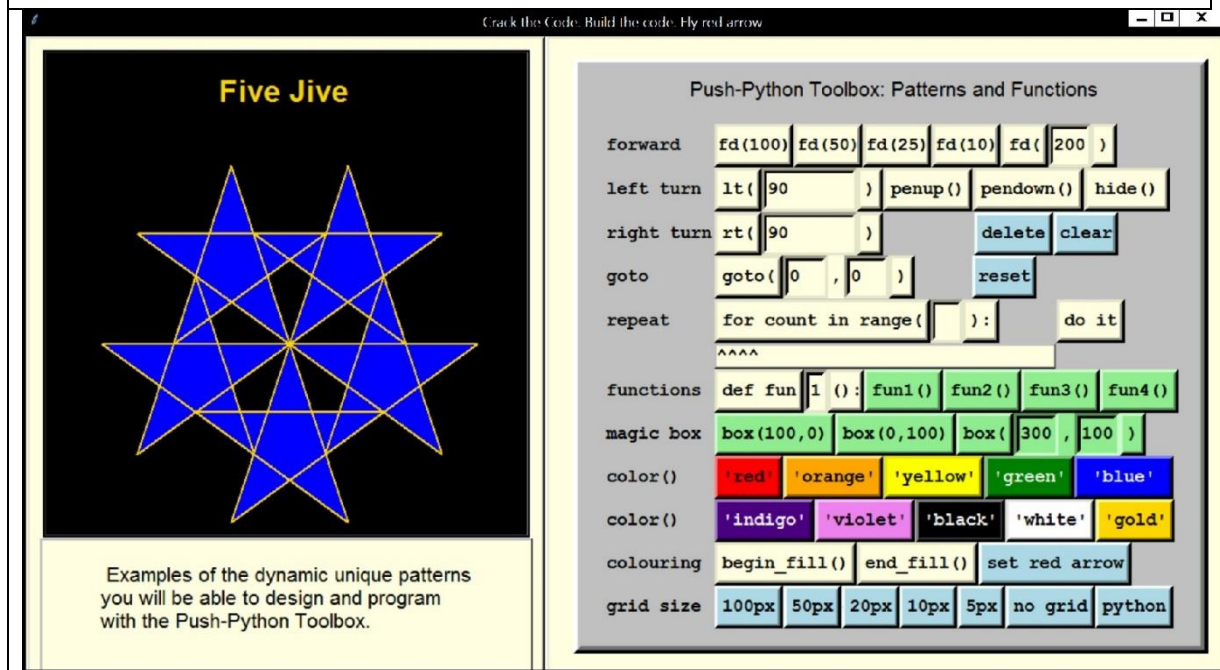 Crack the Code. Build the code. Fly red arrow
Five Jive
Examples of the dynamic unique patterns
you will be able to design and program
with the Push-Python Toolbox.
Push-Python Toolbox: Patterns and Functions
forward fd(100) fd(50) fd(25) fd(10) fd( 200 )
left turn lt( 90 ) penup() pendown() hide()
right turn rt( 90 ) delete clear
goto goto( 0 , 0 ) reset
repeat for count in range( ): do it
^^^^
functions def fun 1 (): fun1() fun2() fun3() fun4()
magic box box(100,0) box(0,100) box( 300 , 100 )
color() 'red' 'orange' 'yellow' 'green' 'blue'
color() 'indigo' 'violet' 'black' 'white' 'gold'
colouring begin_fill() end_fill() set red arrow
grid size 100px 50px 20px 10px 5px no grid python